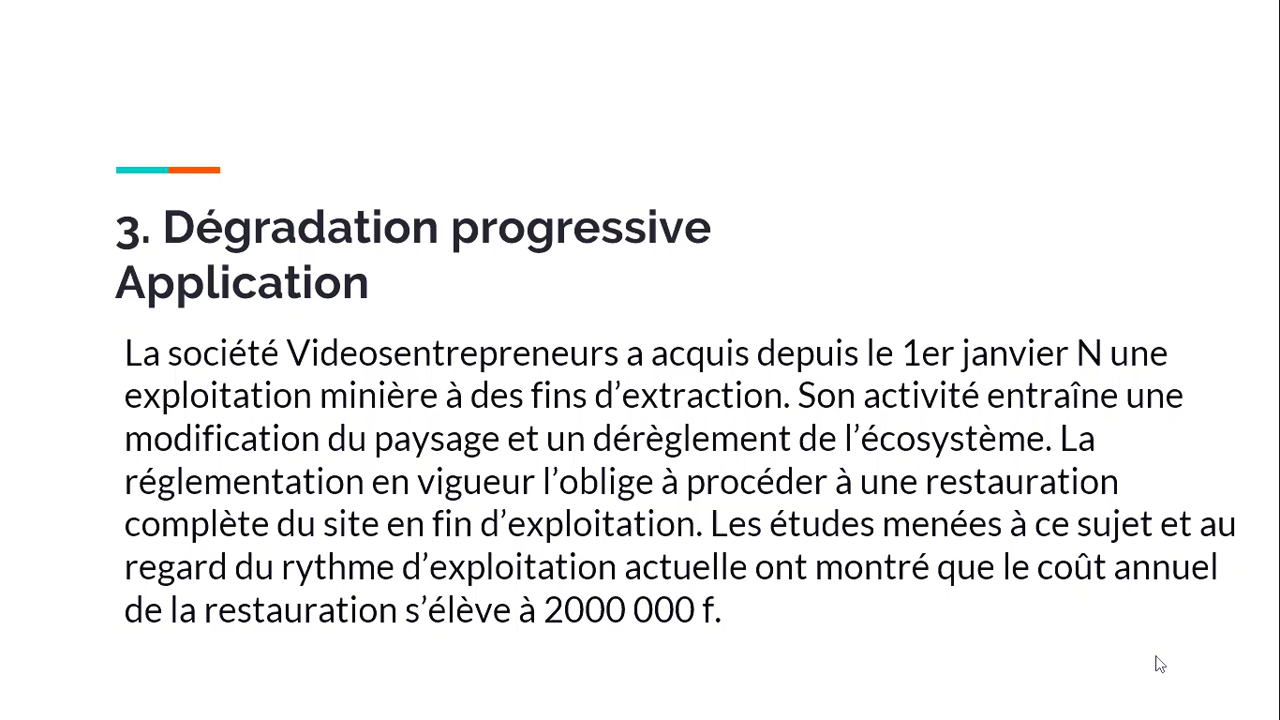 3. Dégradation progressive
Application
La société Videosentrepreneurs a acquis depuis le 1er janvier N une
exploitation minière à des fins d’extraction. Son activité entraîne une
modification du paysage et un dérèglement de l’écosystème. La
réglementation en vigueur l’oblige à procéder à une restauration
complète du site en fin d’exploitation. Les études menées à ce sujet et au
regard du rythme d’exploitation actuelle ont montré que le coût annuel
de la restauration s’élève à 2000 000 f.